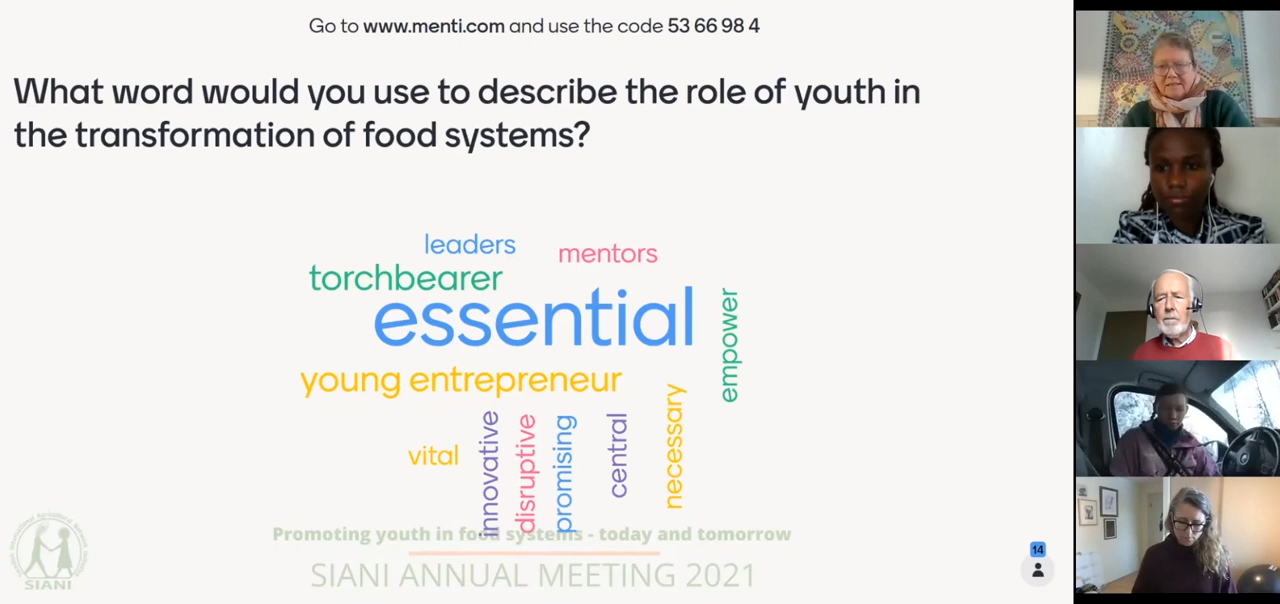 Go to www.menti.com and use the code 53 66 98 4
What word would you use to describe the role of youth in
the transformation of food systems?
leaders
mentors
torchbearer
essential
empower
young entrepreneur
necessary
vital
innovative
disruptive
promising
central
Promoting youth in food systems - today and tomorrow
SIANI ANNUAL MEETING 2021
SIANI
14